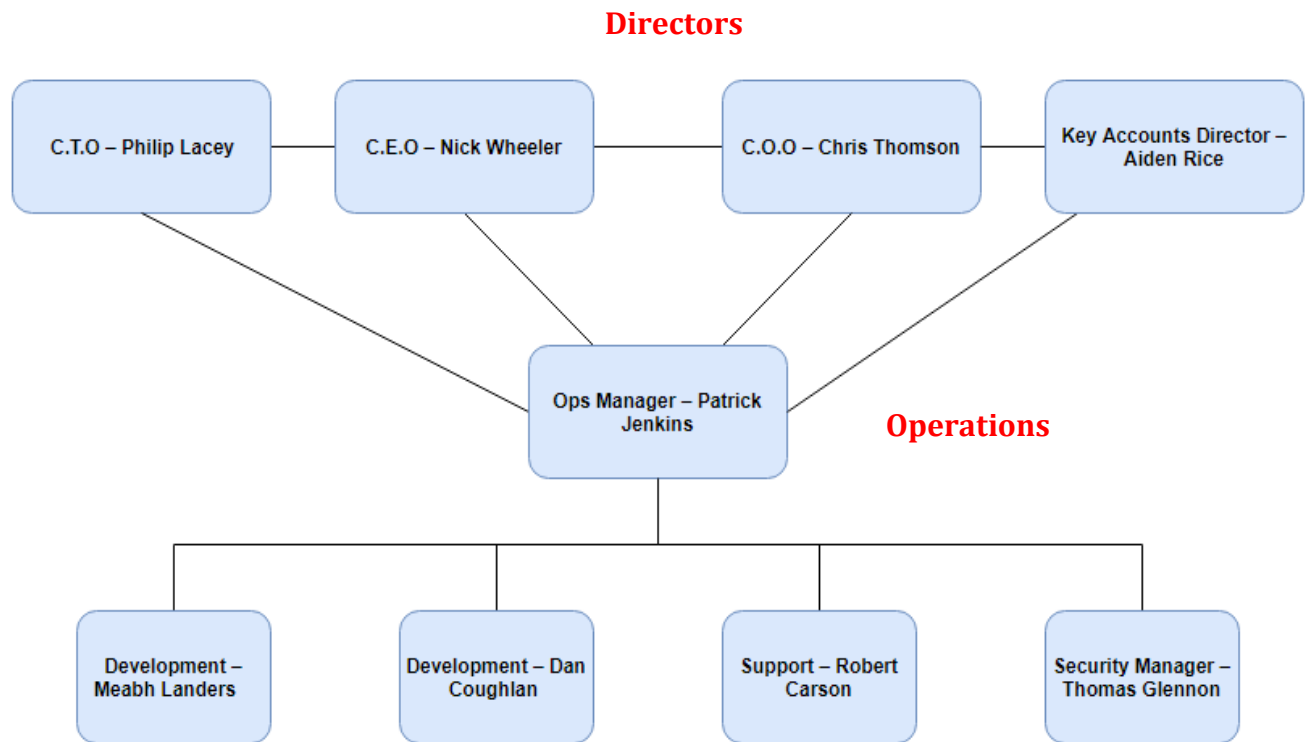 Directors
C.T.O – Philip Lacey
C.E.O – Nick Wheeler
C.O.O – Chris Thomson
Key Accounts Director –
Aiden Rice
Ops Manager – Patrick
Jenkins
Operations
Development –
Meabh Landers
Development – Dan
Coughlan
Support – Robert
Carson
Security Manager –
Thomas Glennon